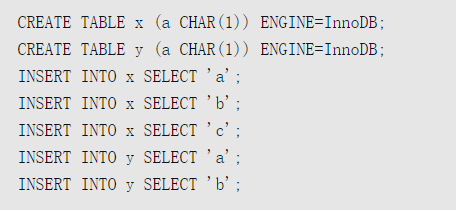 CREATE TABLE x (a CHAR(1)) ENGINE=InnoDB;
CREATE TABLE y (a CHAR(1)) ENGINE=InnoDB;
INSERT INTO x SELECT 'a';
INSERT INTO x SELECT 'b';
INSERT INTO x SELECT 'c';
INSERT INTO y SELECT 'a';
INSERT INTO y SELECT 'b';